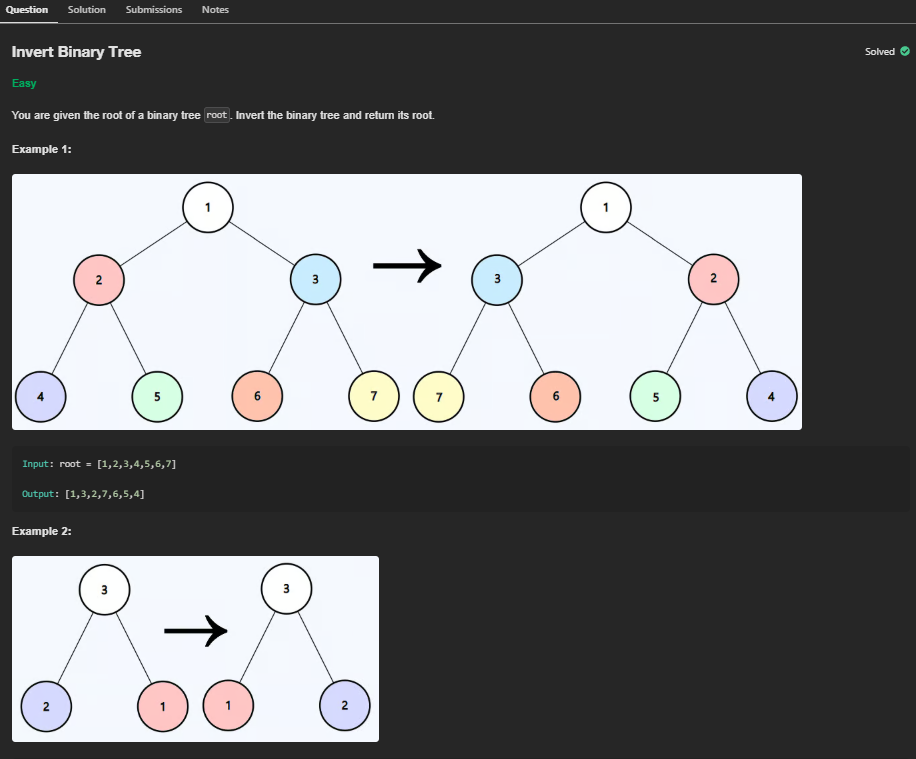 Question Solution Submissions Notes
Invert Binary Tree Solved
Easy
You are given the root of a binary tree root. Invert the binary tree and return its root.
Example 1:
1 1
2 3 3 2
4 5 6 7 7 6 5 4
Input: root = [1,2,3,4,5,6,7]
Output: [1,3,2,7,6,5,4]
Example 2:
3 3
2 1 1 2